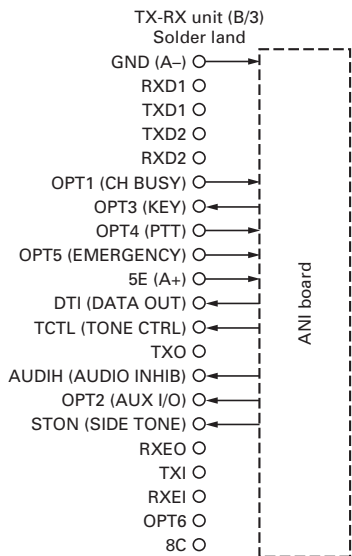 TX-RX unit (B/3)
Solder land
GND (A–)
RXD1
TXD1
TXD2
RXD2
OPT1 (CH BUSY)
OPT3 (KEY)
OPT4 (PTT)
OPT5 (EMERGENCY)
5E (A+)
DTI (DATA OUT)
TCTL (TONE CTRL)
TXO
AUDIH (AUDIO INHIB)
OPT2 (AUX I/O)
STON (SIDE TONE)
RXEO
TXI
RXEI
OPT6
8C
ANI board